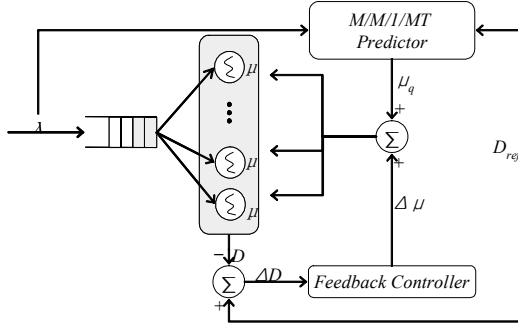 M/M/1/MT
Predictor
μ
μq
+
Σ
+
λ
μ
μ
Dref
Δ μ
− D
Σ
ΔD
+
Feedback Controller